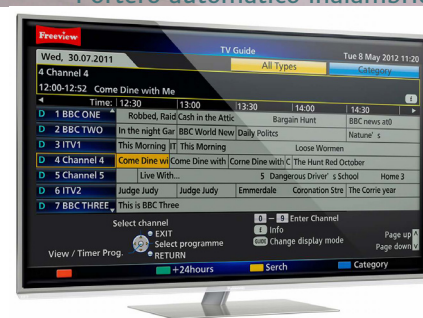 Portero automático inalámbri
Freeview
TV Guide
Wed, 30.07.2011
Tue 8 May 2012 11:20
All Types
Category
4 Channel 4
12:00-12:52 Come Dine with Me
i
Time: 12:30 13:00 13:30 14:00 14:30
D 1 BBC ONE Robbed, Raid Cash in the Attic Bargain Hunt BBC news at0
D 2 BBC TWO In the night Gar BBC World New Daily Politcs Natune' s
D 3 ITV1 This Morning IT This Morning Loose Women
D 4 Channel 4 Come Dine wi Come Dine with Corne Dine with C The Hunt Red October
D 5 Channel 5 Live With... 5 Dangerous Driver' s School Home 3
D 6 ITV2 Judge Judy Judge Judy Emmerdale Coronation Stre The Corrie year
D 7 BBC THREE This is BBC Three
Select channel
0 – 9 Enter Channel
EXIT
i Info
Page up
Select programme
GUIDE Change display mode
Page down
View / Timer Prog.
RETURN
+24hours
Serch
Category